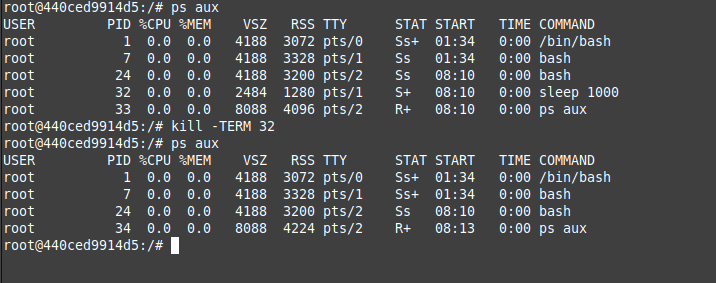 root@440ced9914d5:/# ps aux
USER         PID %CPU %MEM    VSZ   RSS TTY      STAT START   TIME COMMAND
root           1  0.0  0.0   4188  3072 pts/0    Ss+  01:34   0:00 /bin/bash
root           7  0.0  0.0   4188  3328 pts/1    Ss   01:34   0:00 bash
root          24  0.0  0.0   4188  3200 pts/2    Ss   08:10   0:00 bash
root          32  0.0  0.0   2484  1280 pts/1    S+   08:10   0:00 sleep 1000
root          33  0.0  0.0   8088  4096 pts/2    R+   08:10   0:00 ps aux
root@440ced9914d5:/# kill -TERM 32
root@440ced9914d5:/# ps aux
USER         PID %CPU %MEM    VSZ   RSS TTY      STAT START   TIME COMMAND
root           1  0.0  0.0   4188  3072 pts/0    Ss+  01:34   0:00 /bin/bash
root           7  0.0  0.0   4188  3328 pts/1    Ss+  01:34   0:00 bash
root          24  0.0  0.0   4188  3200 pts/2    Ss   08:10   0:00 bash
root          34  0.0  0.0   8088  4224 pts/2    R+   08:13   0:00 ps aux
root@440ced9914d5:/#